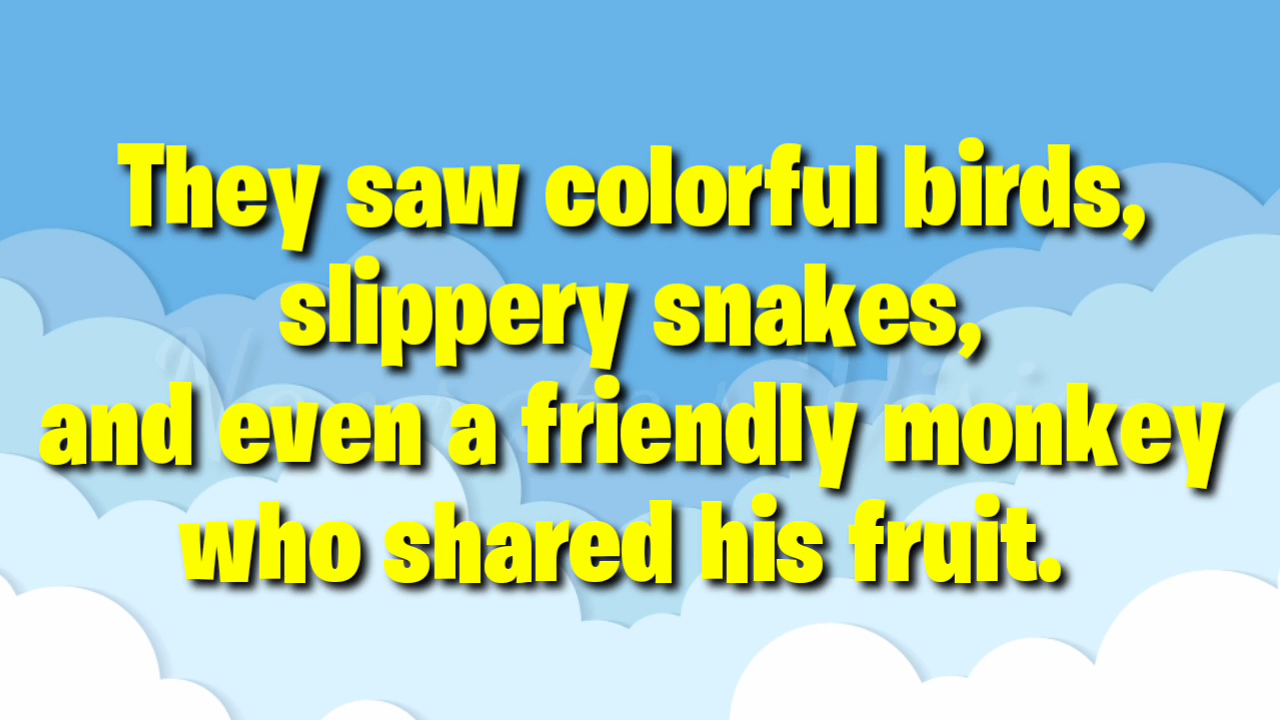 They saw colorful birds,
slippery snakes,
and even a friendly monkey
who shared his fruit.